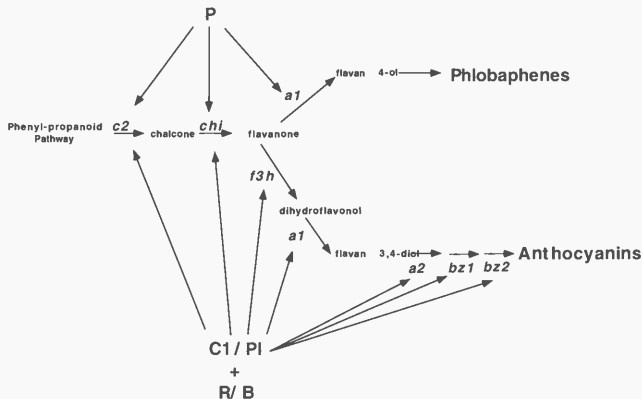 P
flavan 4-ol Phlobaphenes
a1
Phenyl-propanoid
Pathway
c2
chalcone
chi
flavanone
f3h
dihydroflavonol
a1
flavan 3,4-diol Anthocyanins
a2 bz1 bz2
C1/ Pl
+
R/ B